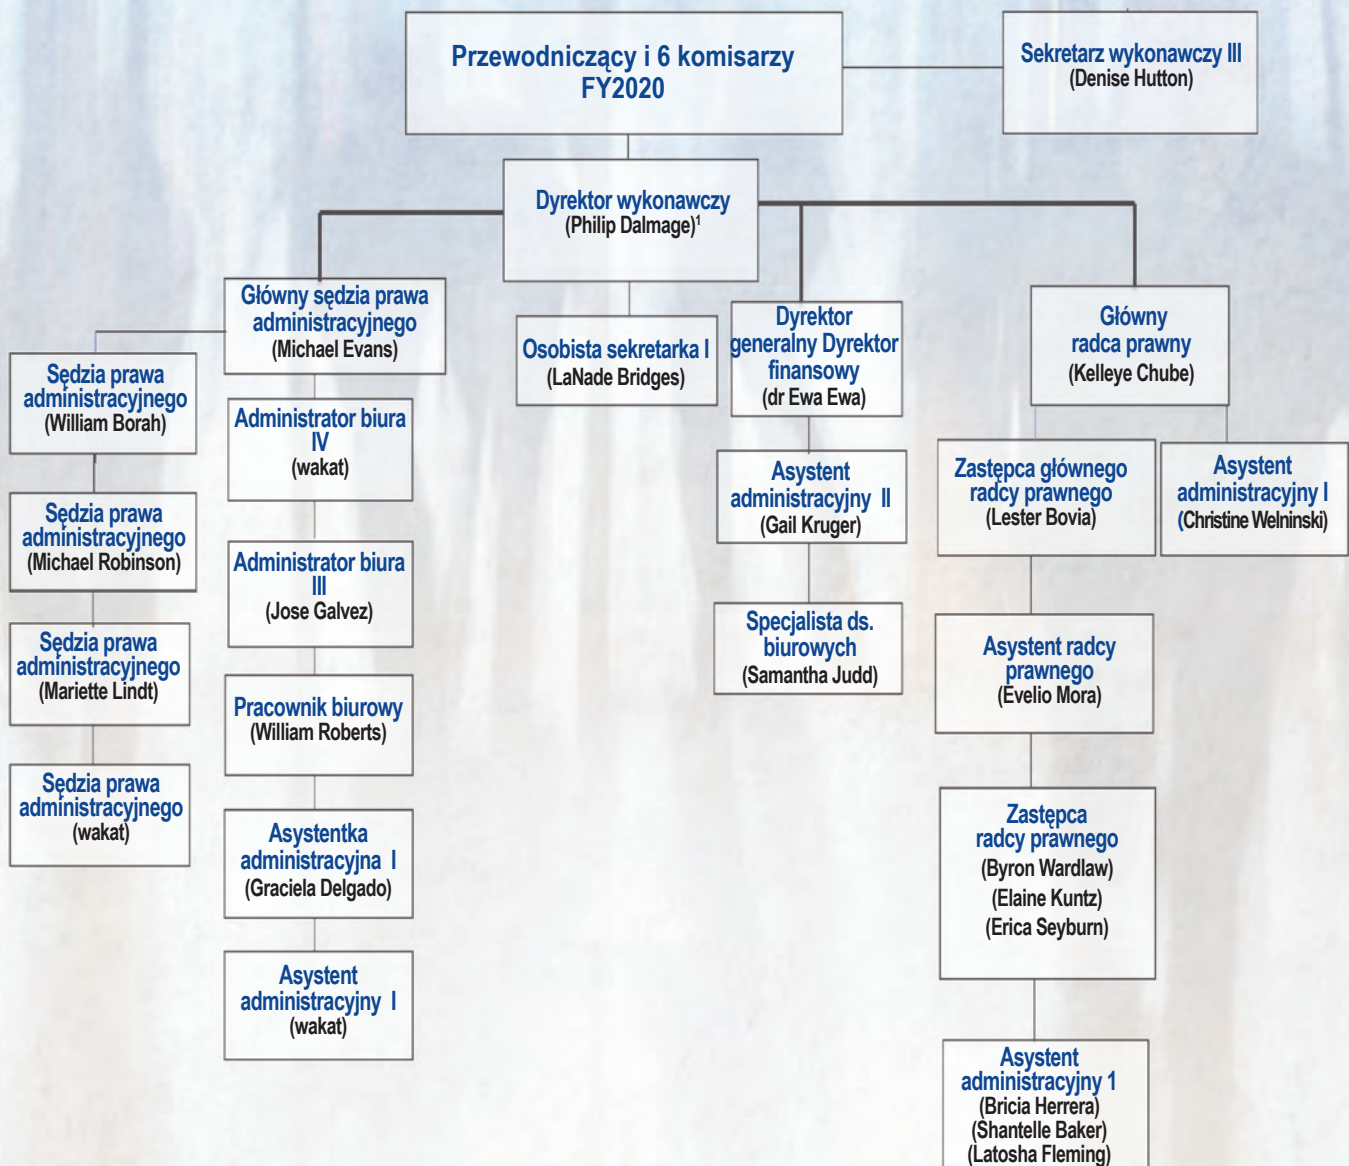 Przewodniczący i 6 komisarzy
FY2020
Sekretarz wykonawczy III
(Denise Hutton)
Dyrektor wykonawczy
(Philip Dalmage)¹
Główny sędzia prawa
administracyjnego
(Michael Evans)
Osobista sekretarka I
(LaNade Bridges)
Dyrektor
generalny Dyrektor
finansowy
(dr Ewa Ewa)
Główny
radca prawny
(Kelleye Chube)
Sędzia prawa
administracyjnego
(William Borah)
Sędzia prawa
administracyjnego
(Michael Robinson)
Sędzia prawa
administracyjnego
(Mariette Lindt)
Sędzia prawa
administracyjnego
(wakat)
Administrator biura
IV
(wakat)
Administrator biura
III
(Jose Galvez)
Pracownik biurowy
(William Roberts)
Asystentka
administracyjna I
(Graciela Delgado)
Asystent
administracyjny I
(wakat)
Asystent
administracyjny II
(Gail Kruger)
Specjalista ds.
biurowych
(Samantha Judd)
Zastępca głównego
radcy prawnego
(Lester Bovia)
Asystent
administracyjny I
(Christine Welninski)
Asystent radcy
prawnego
(Evelio Mora)
Zastępca
radcy prawnego
(Byron Wardlaw)
(Elaine Kuntz)
(Erica Seyburn)
Asystent
administracyjny 1
(Bricia Herrera)
(Shantelle Baker)
(Latosha Fleming)